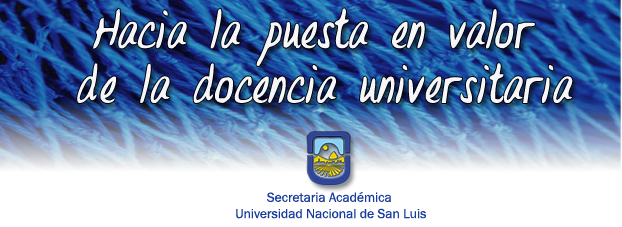 Hacia la puesta en valor
de la docencia universitaria
Secretaria Académica
Universidad Nacional de San Luis